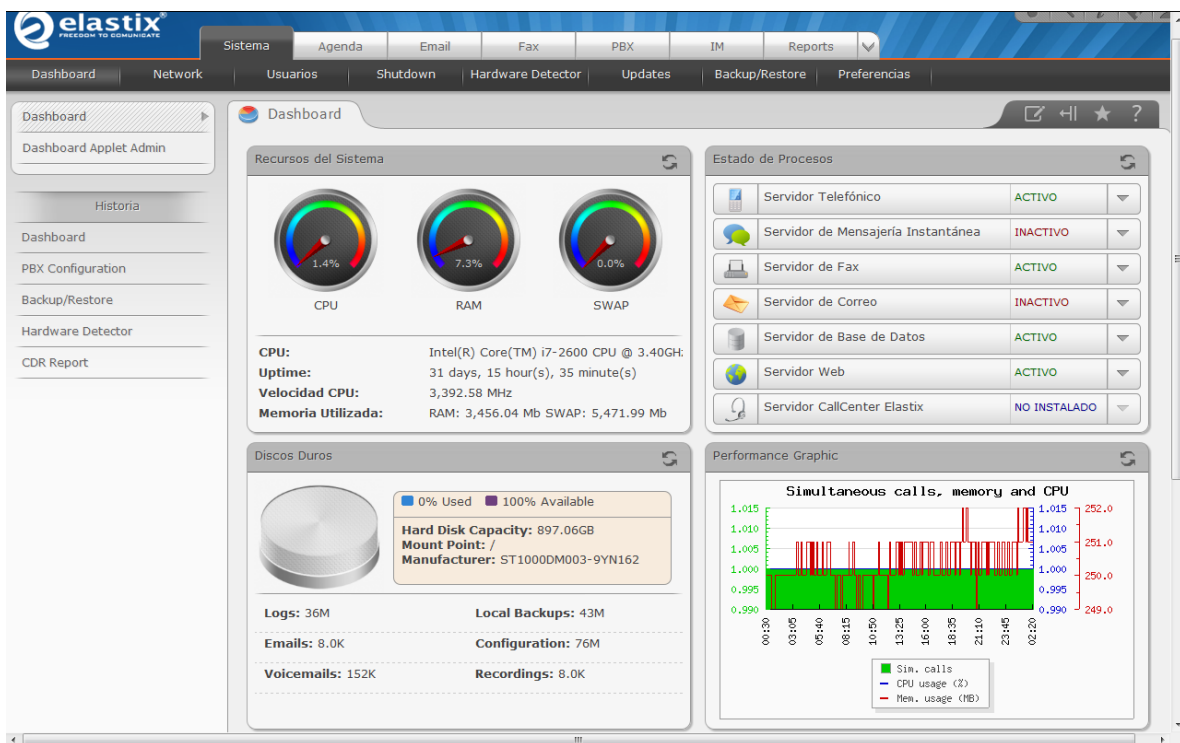 elastix®
FREEDOM TO COMUNICATE
Sistema Agenda Email Fax PBX IM Reports
Dashboard Network Usuarios Shutdown Hardware Detector Updates Backup/Restore Preferencias
Dashboard
Dashboard Applet Admin
Historia
Dashboard
PBX Configuration
Backup/Restore
Hardware Detector
CDR Report
Dashboard
?
Recursos del Sistema
1.4% 7.3% 0.0%
CPU RAM SWAP
CPU: Intel(R) Core(TM) i7-2600 CPU @ 3.40GH
Uptime: 31 days, 15 hour(s), 35 minute(s)
Velocidad CPU: 3,392.58 MHz
Memoria Utilizada: RAM: 3,456.04 Mb SWAP: 5,471.99 Mb
Estado de Procesos
Servidor Telefónico ACTIVO
Servidor de Mensajería Instantánea INACTIVO
Servidor de Fax ACTIVO
Servidor de Correo INACTIVO
Servidor de Base de Datos ACTIVO
Servidor Web ACTIVO
Servidor CallCenter Elastix NO INSTALADO
Discos Duros
0% Used 100% Available
Hard Disk Capacity: 897.06GB
Mount Point: /
Manufacturer: ST1000DM003-9YN162
Logs: 36M Local Backups: 43M
Emails: 8.0K Configuration: 76M
Voicemails: 152K Recordings: 8.0K
Performance Graphic
Simultaneous calls, memory and CPU
1.015 1.015 252.0
1.010 1.010
1.005 1.005 251.0
1.000 1.000
0.995 0.995 250.0
0.990 0.990 249.0
00:30 03:05 05:40 08:15 10:50 13:25 16:00 18:35 21:10 23:45 02:20
Sim. calls
CPU usage (%)
Mem. usage (MB)